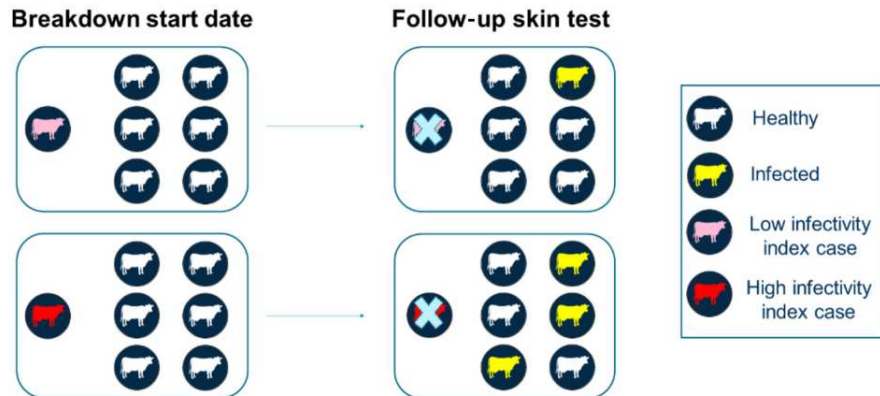 Breakdown start date
Follow-up skin test
Healthy
Infected
Low infectivity
index case
High infectivity
index case